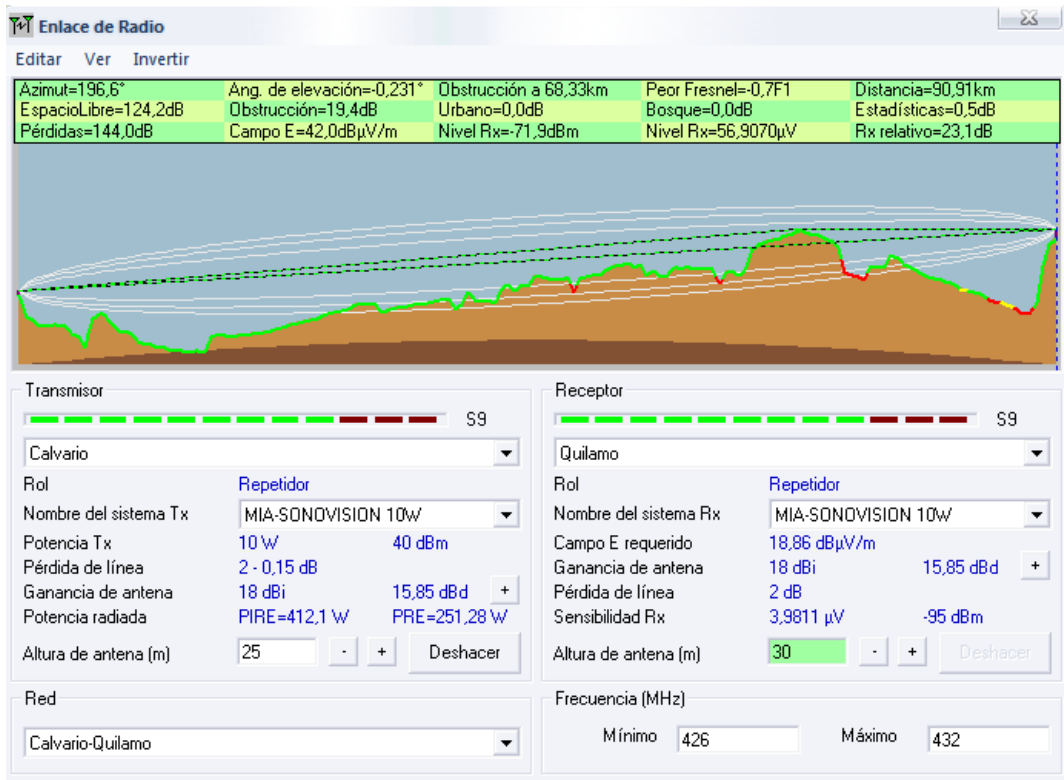 Enlace de Radio
Editar Ver Invertir
Azimut=196,6° Ang. de elevación=-0,231° Obstrucción a 68,33km Peor Fresnel=-0,7F1 Distancia=90,91km
EspacioLibre=124,2dB Obstrucción=19,4dB Urbano=0,0dB Bosque=0,0dB Estadísticas=0,5dB
Pérdidas=144,0dB Campo E=42,0dBµV/m Nivel Rx=-71,9dBm Nivel Rx=56,9070µV Rx relativo=23,1dB
Transmisor
S9
Calvario
Rol Repetidor
Nombre del sistema Tx MIA-SONOVISION 10W
Potencia Tx 10 W 40 dBm
Pérdida de línea 2 - 0,15 dB
Ganancia de antena 18 dBi 15,85 dBd +
Potencia radiada PIRE=412,1 W PRE=251,28 W
Altura de antena (m) 25 - + Deshacer
Receptor
S9
Quilamo
Rol Repetidor
Nombre del sistema Rx MIA-SONOVISION 10W
Campo E requerido 18,86 dBµV/m
Ganancia de antena 18 dBi 15,85 dBd +
Pérdida de línea 2 dB
Sensibilidad Rx 3,9811 µV -95 dBm
Altura de antena (m) 30 - + Deshacer
Red
Calvario-Quilamo
Frecuencia (MHz)
Mínimo 426 Máximo 432